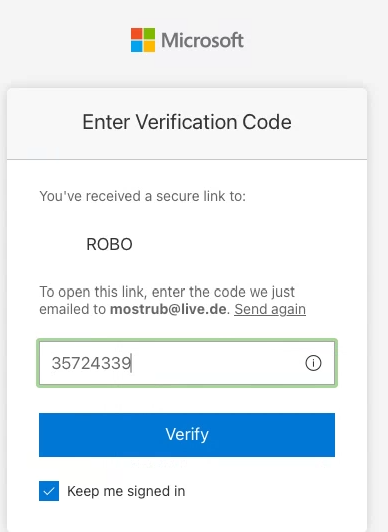 Microsoft
Enter Verification Code
You've received a secure link to:
ROBO
To open this link, enter the code we just
emailed to mostrub@live.de. Send again
35724339
Verify
Keep me signed in